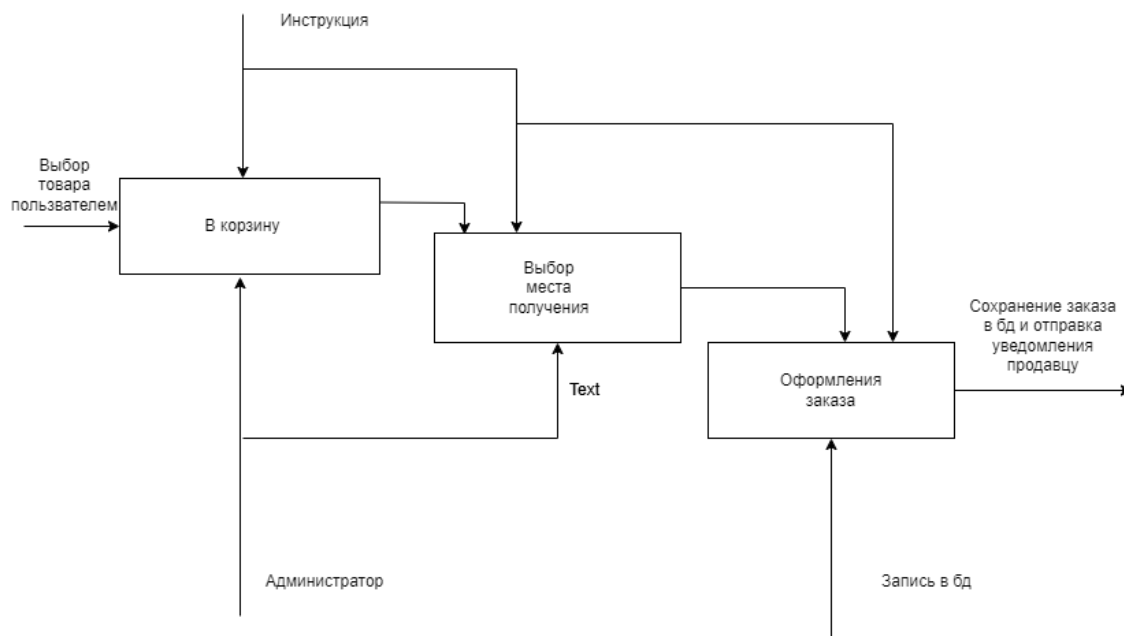 Инструкция
Выбор
товара
пользвателем
В корзину
Выбор
места
получения
Сохранение заказа
в бд и отправка
уведомления
продавцу
Text
Оформления
заказа
Администратор
Запись в бд